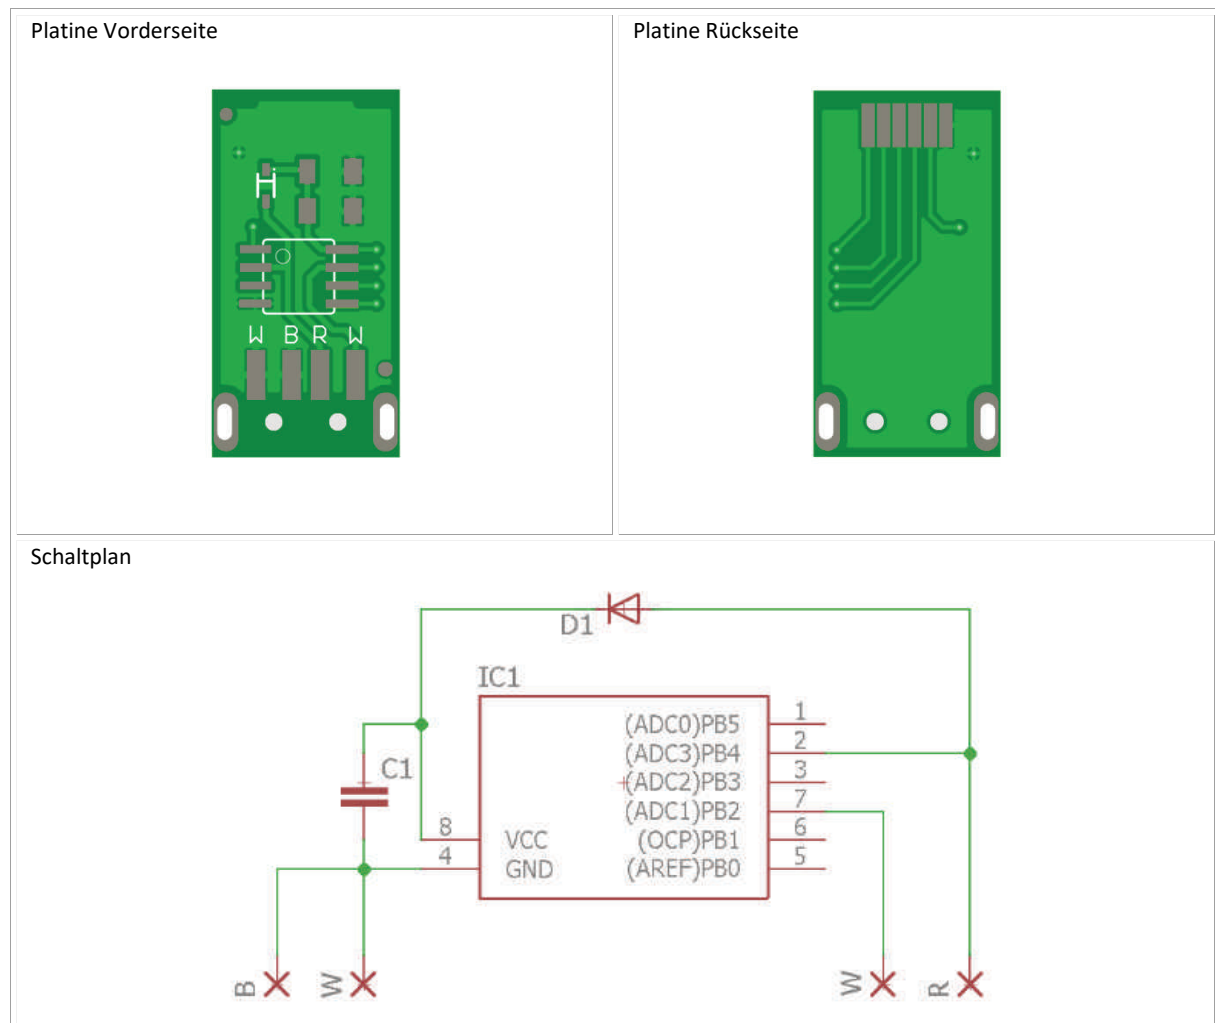 Platine Vorderseite
Platine Rückseite
H
W B R W
Schaltplan
D1
IC1
(ADC0)PB5 1
(ADC3)PB4 2
C1
(ADC2)PB3 3
(ADC1)PB2 7
8 VCC
(OCP)PB1 6
4 GND
(AREF)PB0 5
B
W
W
R